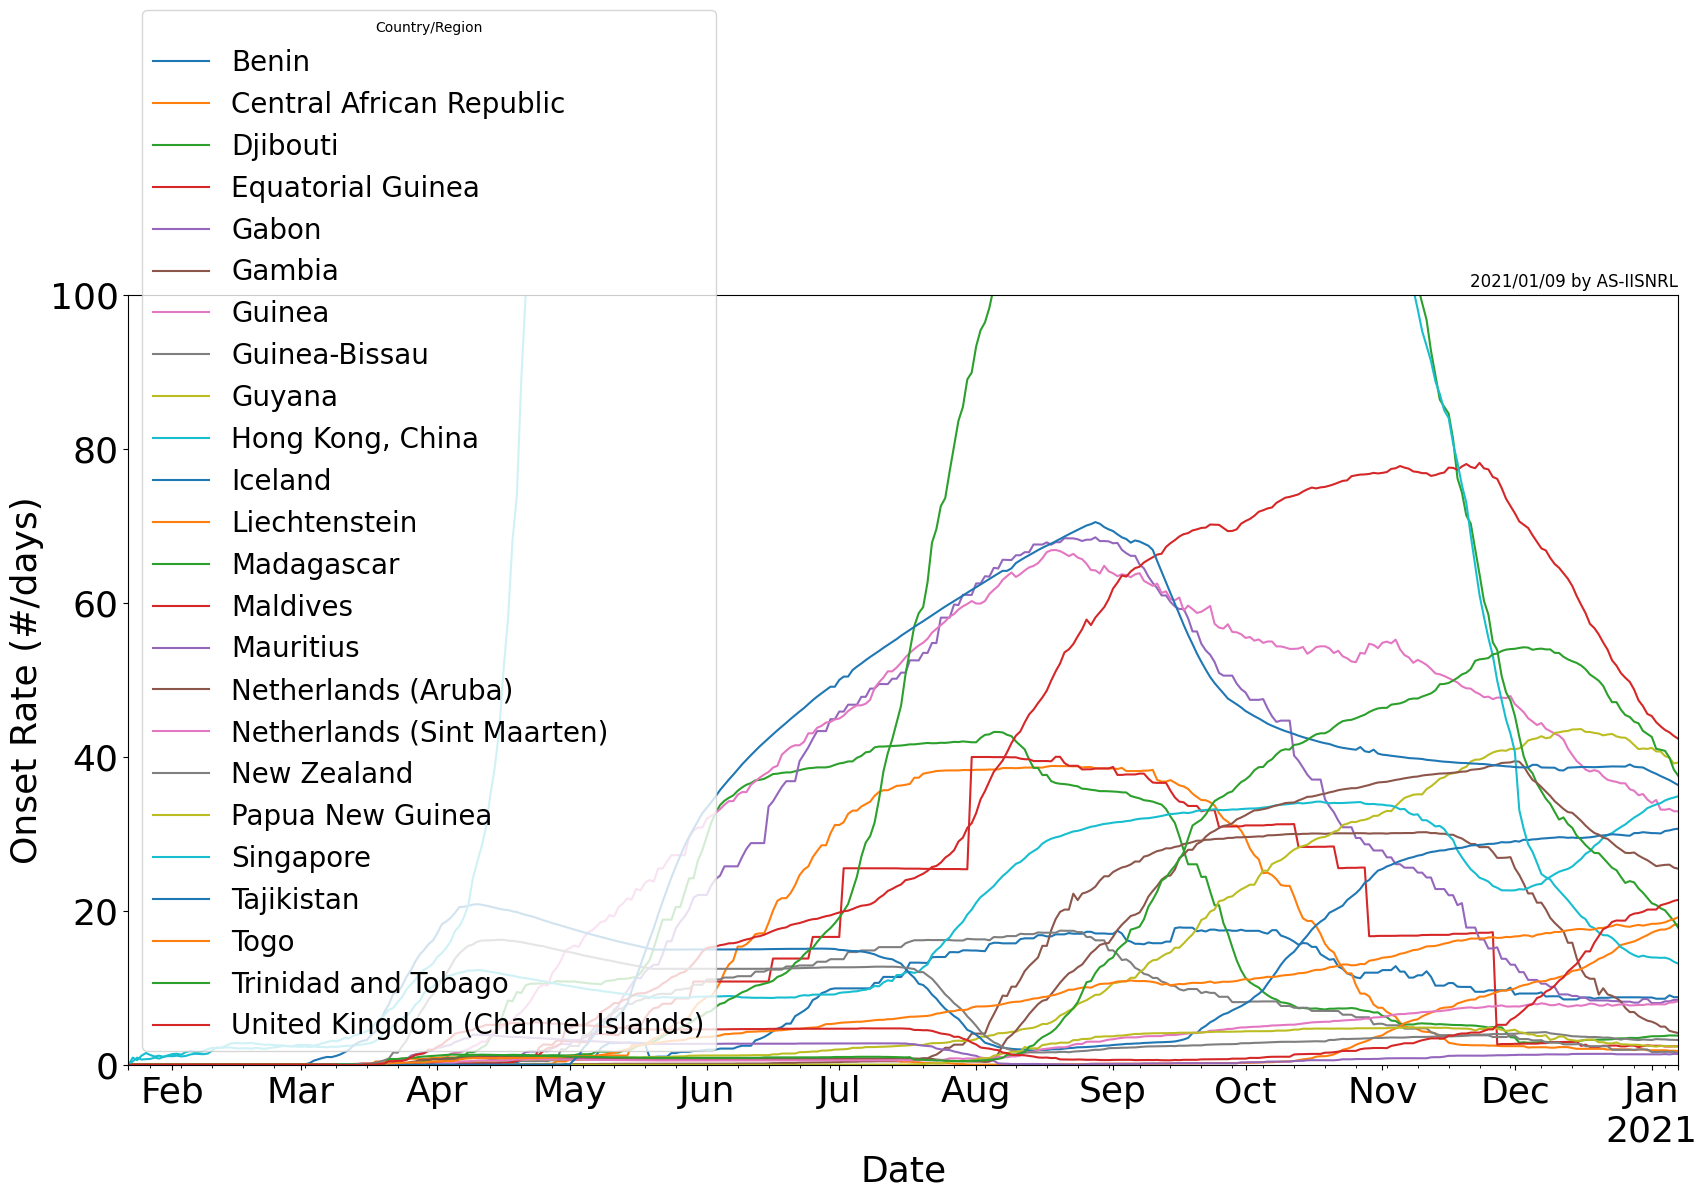 Country/Region
Benin
Central African Republic
Djibouti
Equatorial Guinea
Gabon
Gambia
Guinea
Guinea-Bissau
Guyana
Hong Kong, China
Iceland
Liechtenstein
Madagascar
Maldives
Mauritius
Netherlands (Aruba)
Netherlands (Sint Maarten)
New Zealand
Papua New Guinea
Singapore
Tajikistan
Togo
Trinidad and Tobago
United Kingdom (Channel Islands)
2021/01/09 by AS-IISNRL
100
80
60
40
20
0
Onset Rate (#/days)
Feb Mar Apr May Jun Jul Aug Sep Oct Nov Dec Jan
2021
Date